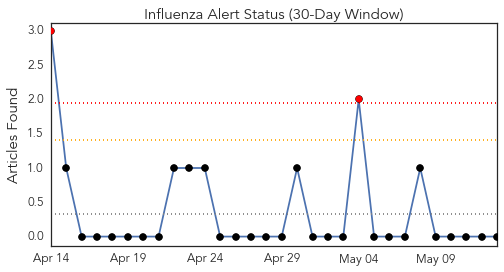 Influenza Alert Status (30-Day Window)
Articles Found
3.0
2.5
2.0
1.5
1.0
0.5
0.0
Apr 14
Apr 19
Apr 24
Apr 29
May 04
May 09